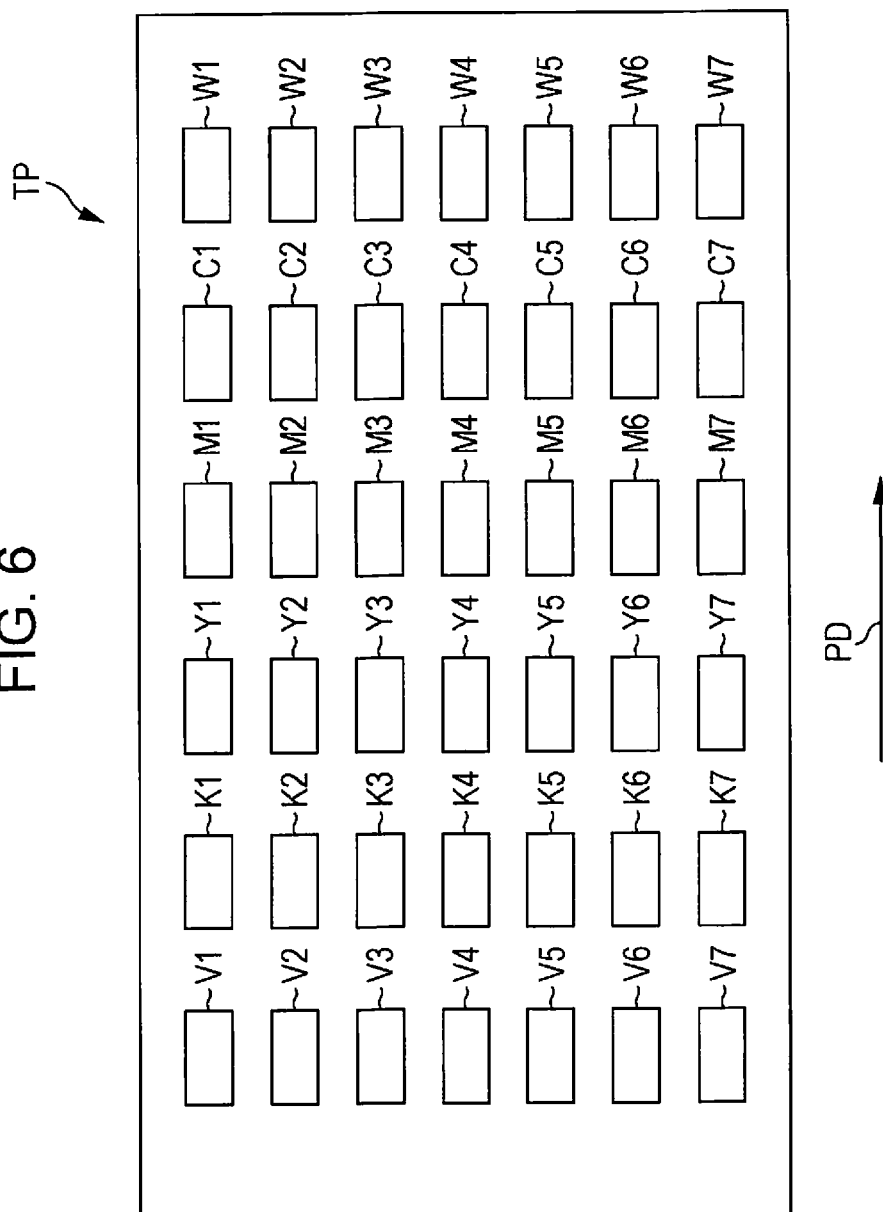 FIG. 6
TP
V1 K1 Y1 M1 C1 W1
V2 K2 Y2 M2 C2 W2
V3 K3 Y3 M3 C3 W3
V4 K4 Y4 M4 C4 W4
V5 K5 Y5 M5 C5 W5
V6 K6 Y6 M6 C6 W6
V7 K7 Y7 M7 C7 W7
PD